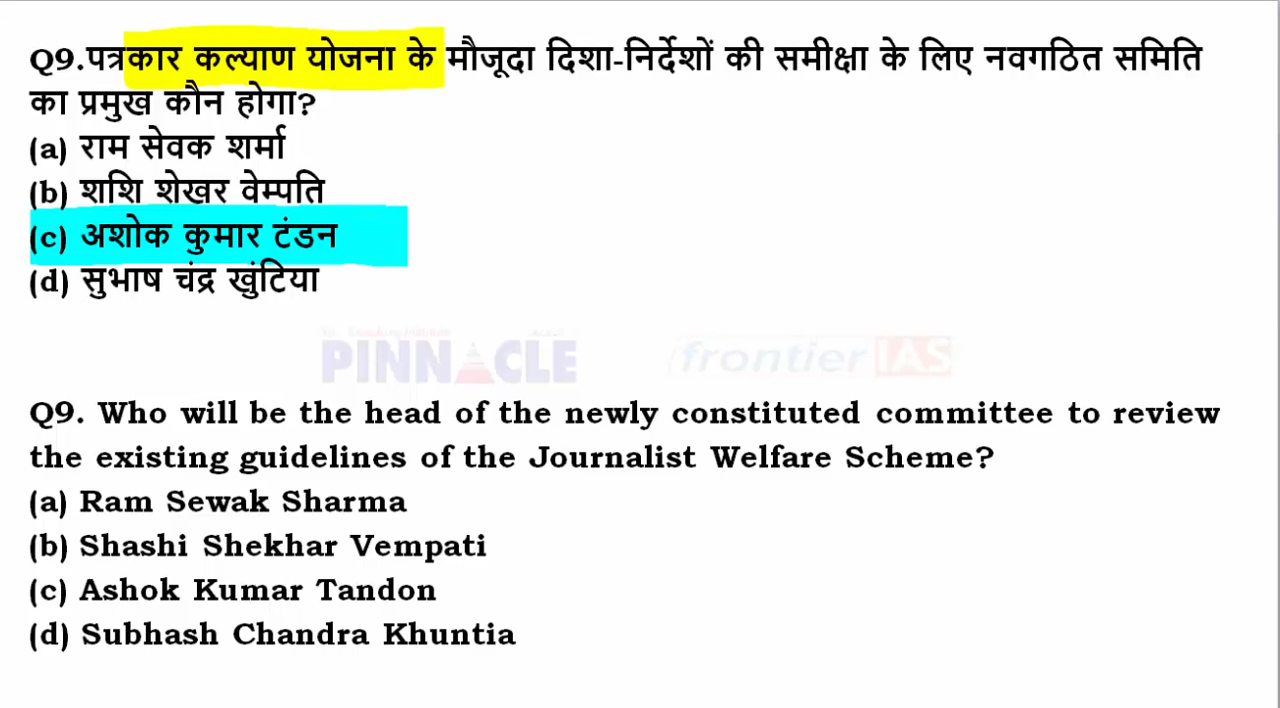 Q9.पत्रकार कल्याण योजना के मौजूदा दिशा-निर्देशों की समीक्षा के लिए नवगठित समिति
का प्रमुख कौन होगा?
(a) राम सेवक शर्मा
(b) शशि शेखर वेम्पति
(c) अशोक कुमार टंडन
(d) सुभाष चंद्र खुंटिया
PINNACLE frontier IAS
Q9. Who will be the head of the newly constituted committee to review
the existing guidelines of the Journalist Welfare Scheme?
(a) Ram Sewak Sharma
(b) Shashi Shekhar Vempati
(c) Ashok Kumar Tandon
(d) Subhash Chandra Khuntia